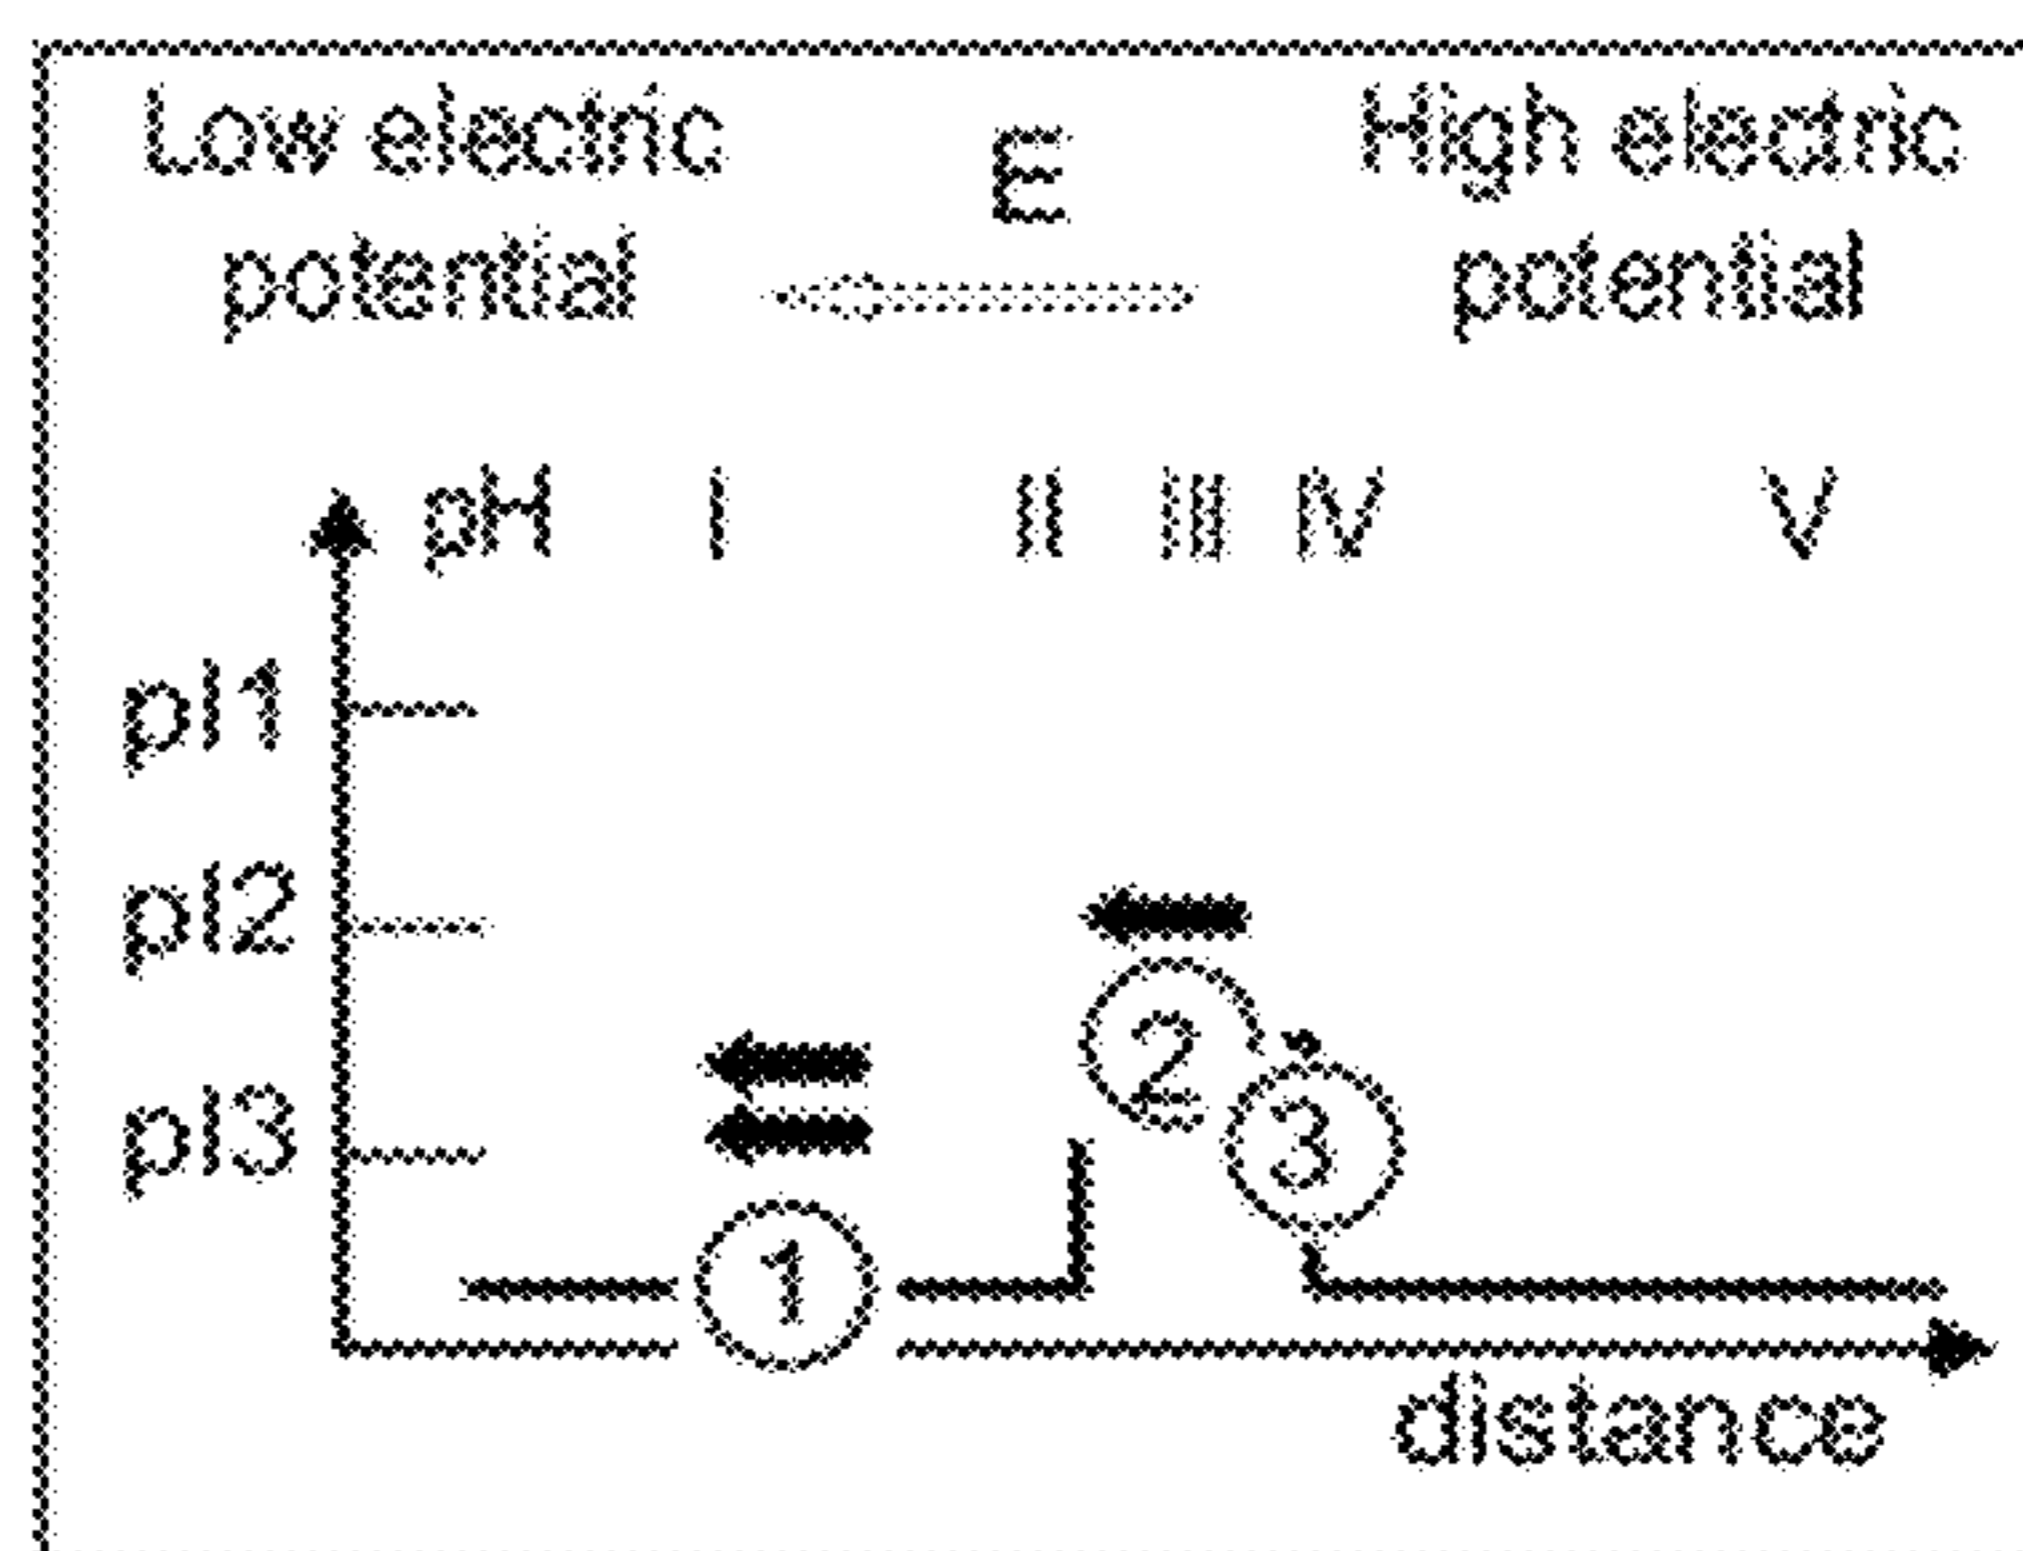 Low electric
potential
E
High electric
potential
pH I II III IV V
pI1
pI2
pI3
2
3
1
distance